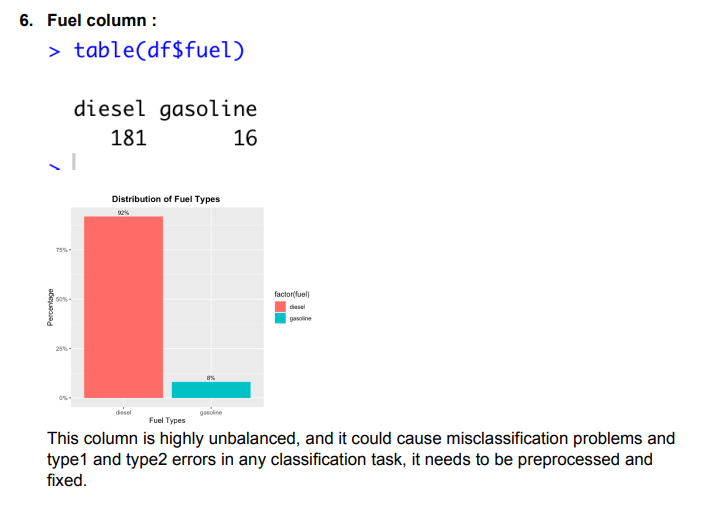 6. Fuel column :
> table(df$fuel)
diesel gasoline
181 16
>
Distribution of Fuel Types
92%
75%
50%
25%
0%
8%
Percentage
diesel gasoline
Fuel Types
factor(fuel)
diesel
gasoline
This column is highly unbalanced, and it could cause misclassification problems and
type1 and type2 errors in any classification task, it needs to be preprocessed and
fixed.